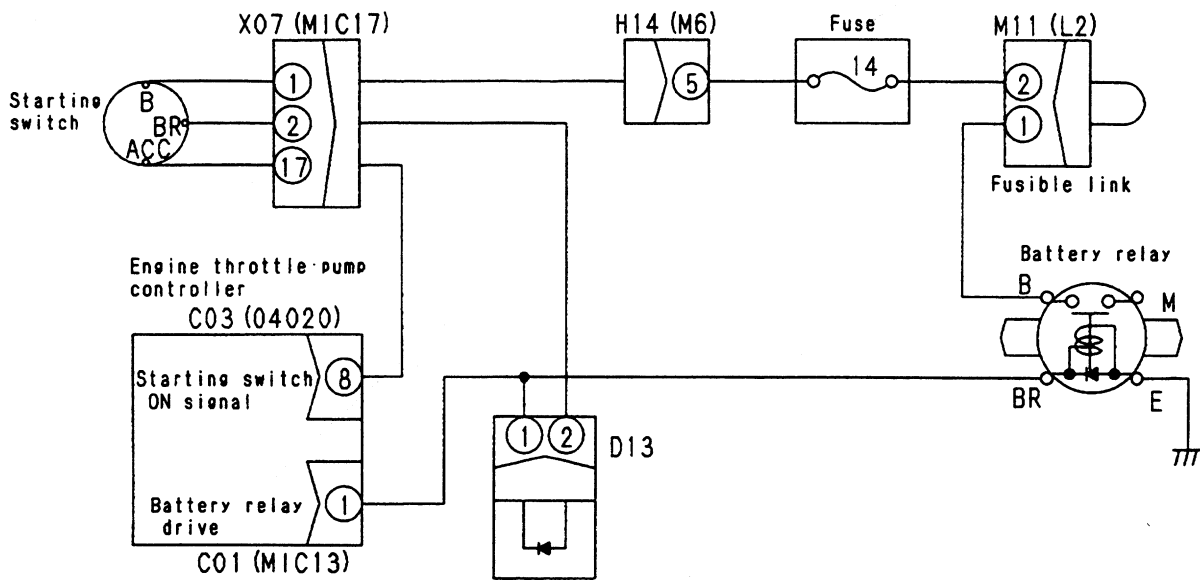 X07 (MIC17)
H14 (M6)
Fuse
M11 (L2)
Starting
switch
B
BR
ACC
1
2
17
5
14
2
1
Fusible link
Engine throttle·pump
controller
C03 (04020)
Battery relay
B
M
BR
E
Starting switch
ON signal
8
1
2
D13
Battery relay
drive
1
C01 (MIC13)